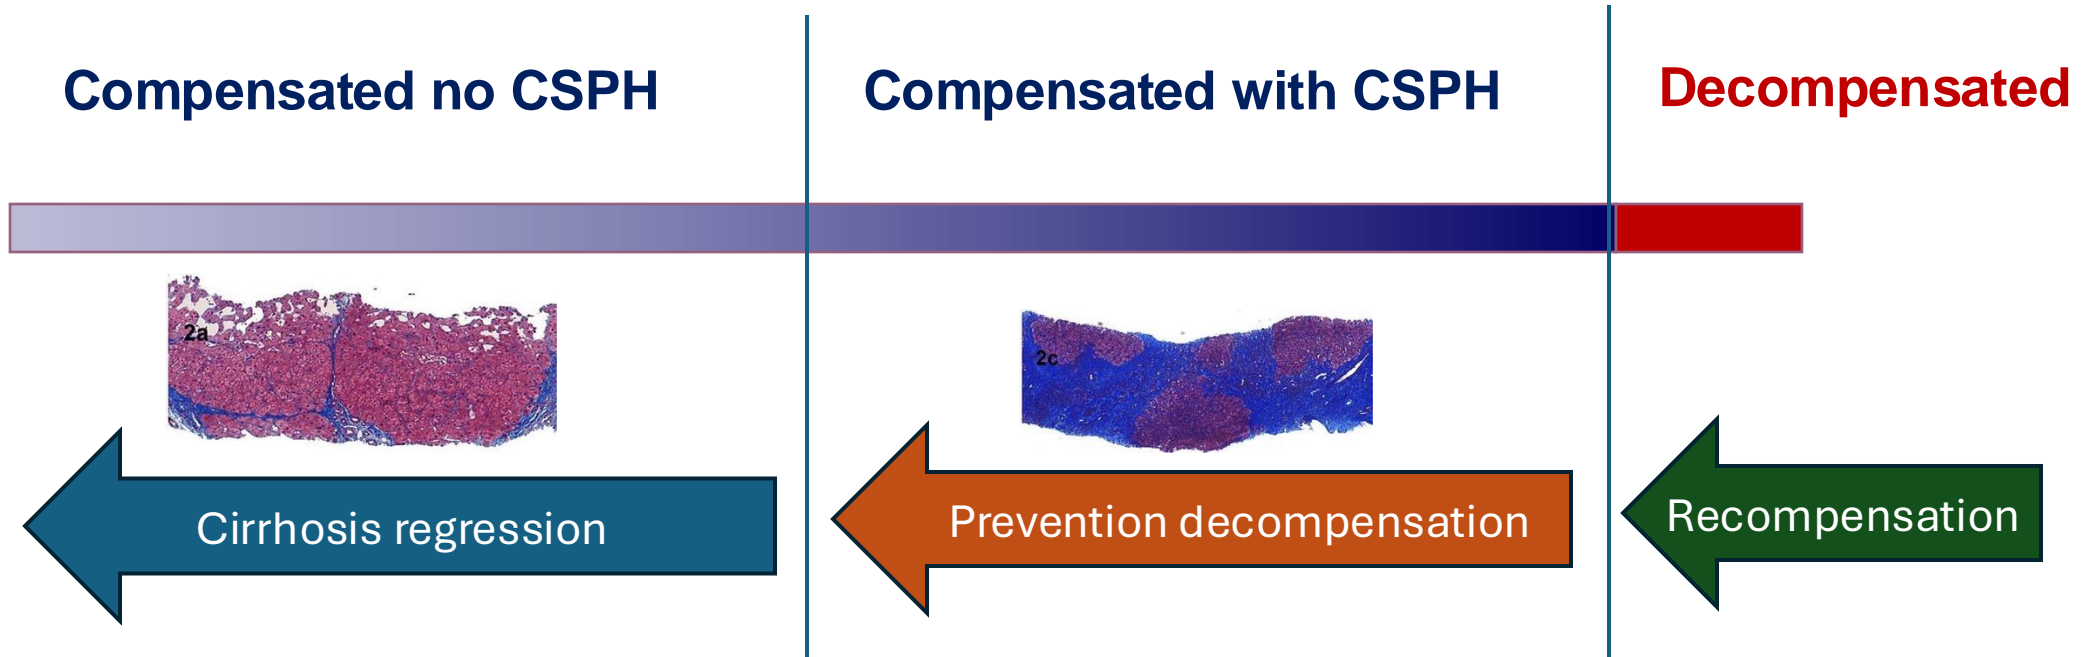 Compensated no CSPH
Compensated with CSPH
Decompensated
2a
2c
Cirrhosis regression
Prevention decompensation
Recompensation